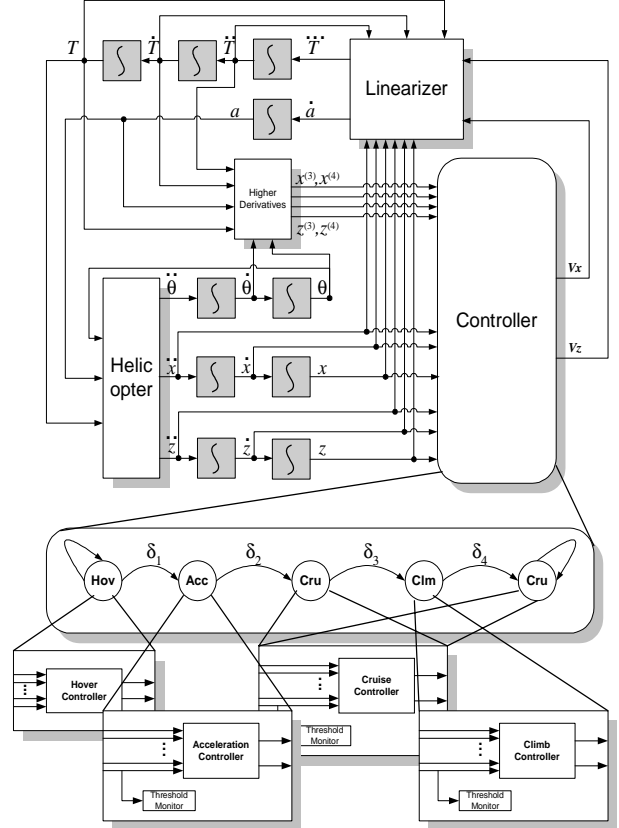 T ∫ Ṫ ∫ T̈ ∫ T⃛
Linearizer
a ∫ ȧ
Higher
Derivatives
x⁽³⁾,x⁽⁴⁾
z⁽³⁾,z⁽⁴⁾
Vx
Vz
Controller
Helic
opter
θ̈ ∫ θ̇ ∫ θ
ẍ ∫ ẋ ∫ x
z̈ ∫ ż ∫ z
δ₁ δ₂ δ₃ δ₄
Hov Acc Cru Clm Cru
Hover
Controller
Cruise
Controller
Threshold
Monitor
Acceleration
Controller
Threshold
Monitor
Climb
Controller
Threshold
Monitor